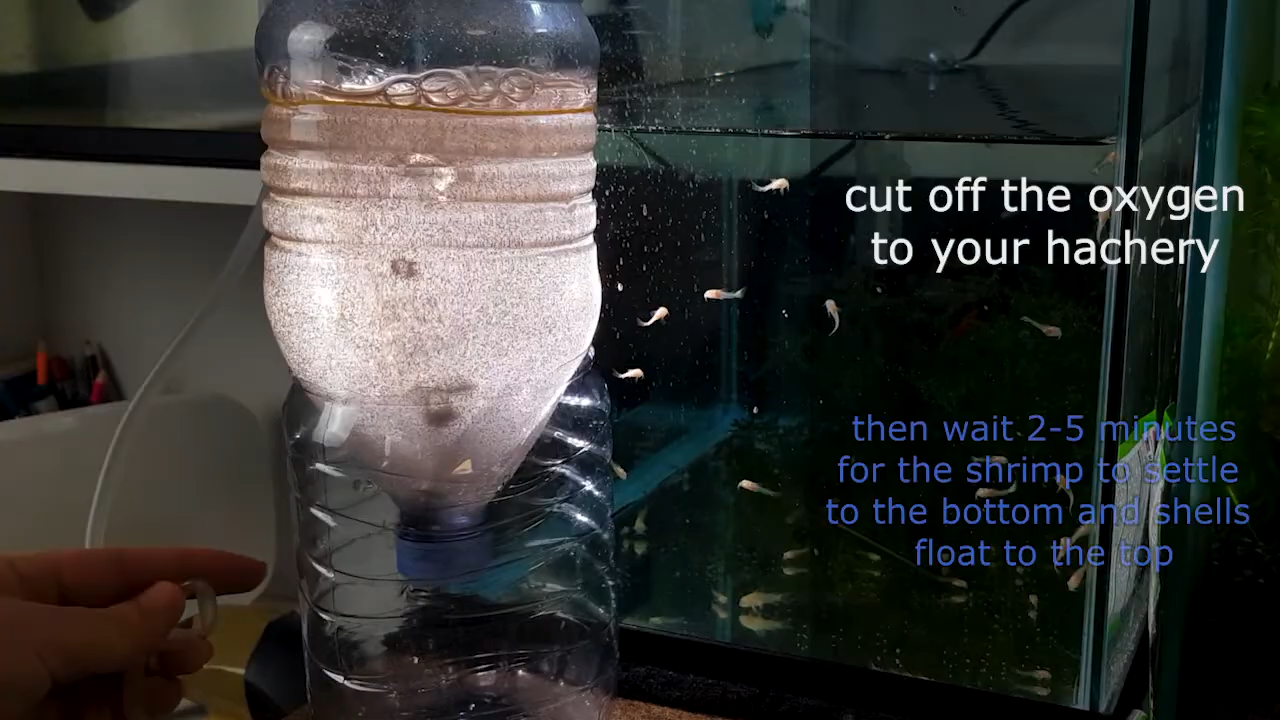 cut off the oxygen
to your hachery
then wait 2-5 minutes
for the shrimp to settle
to the bottom and shells
float to the top